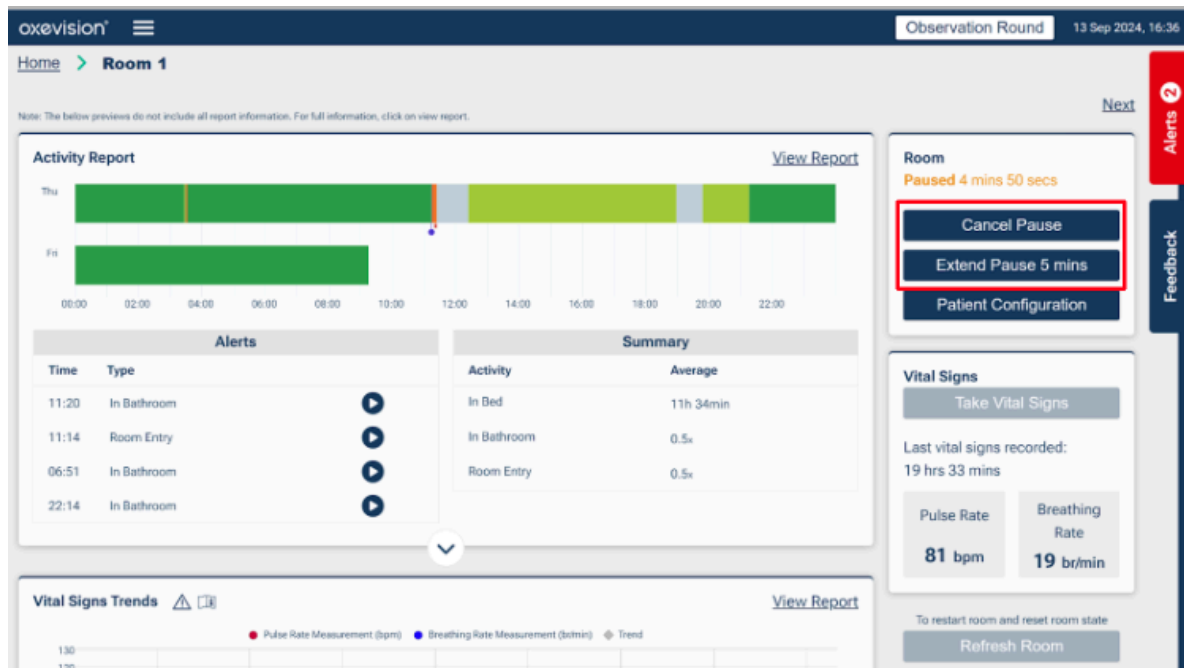 oxevision
Observation Round
13 Sep 2024, 16:36
Home > Room 1
Next
Note: The below previews do not include all report information. For full information, click on view report.
Activity Report
View Report
Thu
Fri
00:00 02:00 04:00 06:00 08:00 10:00 12:00 14:00 16:00 18:00 20:00 22:00
Alerts
Time Type
11:20 In Bathroom
11:14 Room Entry
06:51 In Bathroom
22:14 In Bathroom
Summary
Activity Average
In Bed 11h 34min
In Bathroom 0.5x
Room Entry 0.5x
Vital Signs Trends
View Report
Pulse Rate Measurement (bpm) Breathing Rate Measurement (br/min) Trend
130
120
Room
Paused 4 mins 50 secs
Cancel Pause
Extend Pause 5 mins
Patient Configuration
Vital Signs
Take Vital Signs
Last vital signs recorded:
19 hrs 33 mins
Pulse Rate
81 bpm
Breathing
Rate
19 br/min
To restart room and reset room state
Refresh Room
Alerts 2
Feedback